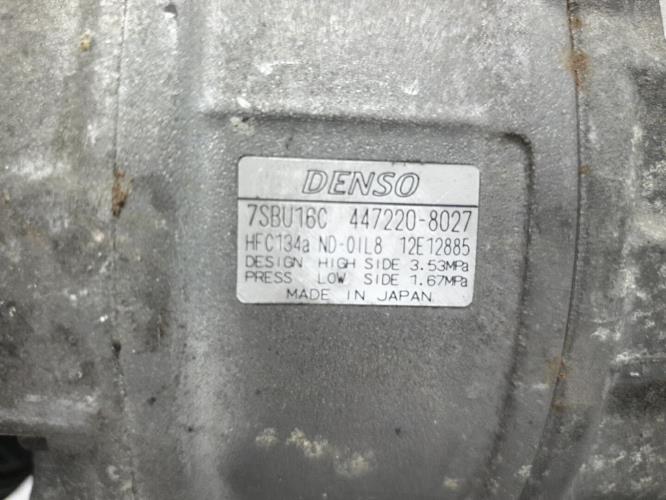 DENSO
7SBU16C 447220-8027
HFC134a ND-OIL8 12E12885
DESIGN HIGH SIDE 3.53MPa
PRESS LOW SIDE 1.67MPa
MADE IN JAPAN